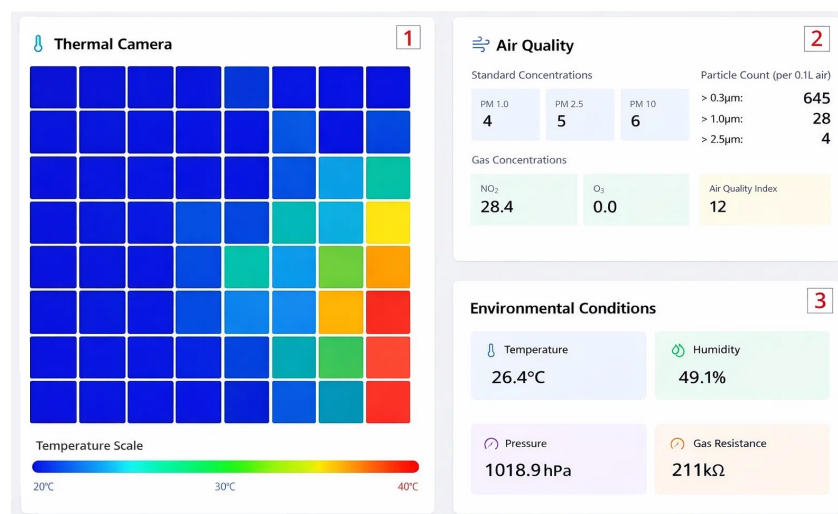 Thermal Camera
1
Temperature Scale
20℃
30℃
40℃
Air Quality
2
Standard Concentrations
PM 1.0
4
PM 2.5
5
PM 10
6
Particle Count (per 0.1L air)
> 0.3μm: 645
> 1.0μm: 28
> 2.5μm: 4
Gas Concentrations
NO₂
28.4
O₃
0.0
Air Quality Index
12
Environmental Conditions
3
Temperature
26.4°C
Humidity
49.1%
Pressure
1018.9 hPa
Gas Resistance
211kΩ